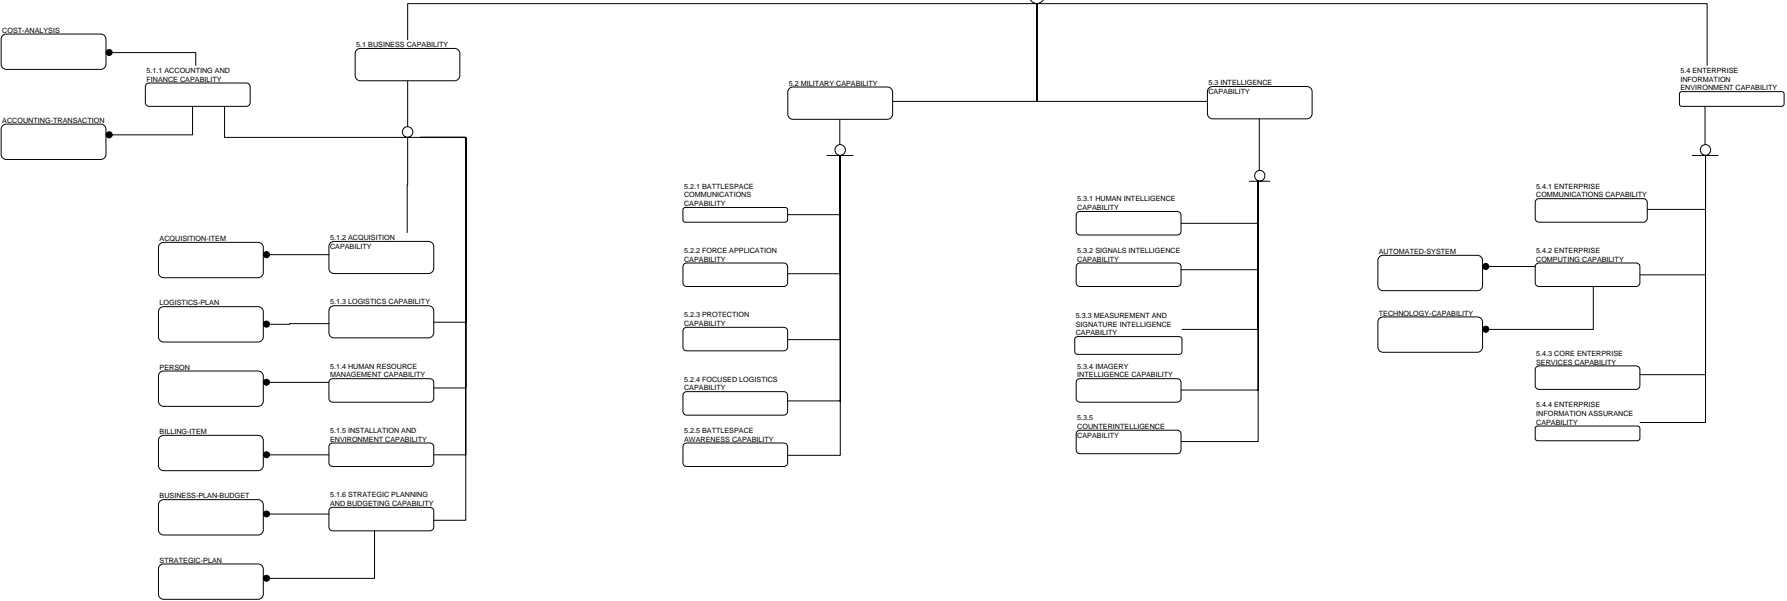 COST-ANALYSIS
5.1.1 ACCOUNTING AND
FINANCE CAPABILITY
ACCOUNTING-TRANSACTION
5.1 BUSINESS CAPABILITY
ACQUISITION-ITEM
5.1.2 ACQUISITION
CAPABILITY
LOGISTICS-PLAN
5.1.3 LOGISTICS CAPABILITY
PERSON
5.1.4 HUMAN RESOURCE
MANAGEMENT CAPABILITY
BILLING-ITEM
5.1.5 INSTALLATION AND
ENVIRONMENT CAPABILITY
BUSINESS-PLAN-BUDGET
5.1.6 STRATEGIC PLANNING
AND BUDGETING CAPABILITY
STRATEGIC-PLAN
5.2 MILITARY CAPABILITY
5.2.1 BATTLESPACE
COMMUNICATIONS
CAPABILITY
5.2.2 FORCE APPLICATION
CAPABILITY
5.2.3 PROTECTION
CAPABILITY
5.2.4 FOCUSED LOGISTICS
CAPABILITY
5.2.5 BATTLESPACE
AWARENESS CAPABILITY
5.3 INTELLIGENCE
CAPABILITY
5.3.1 HUMAN INTELLIGENCE
CAPABILITY
5.3.2 SIGNALS INTELLIGENCE
CAPABILITY
5.3.3 MEASUREMENT AND
SIGNATURE INTELLIGENCE
CAPABILITY
5.3.4 IMAGERY
INTELLIGENCE CAPABILITY
5.3.5
COUNTERINTELLIGENCE
CAPABILITY
5.4 ENTERPRISE
INFORMATION
ENVIRONMENT CAPABILITY
5.4.1 ENTERPRISE
COMMUNICATIONS CAPABILITY
AUTOMATED-SYSTEM
5.4.2 ENTERPRISE
COMPUTING CAPABILITY
TECHNOLOGY-CAPABILITY
5.4.3 CORE ENTERPRISE
SERVICES CAPABILITY
5.4.4 ENTERPRISE
INFORMATION ASSURANCE
CAPABILITY